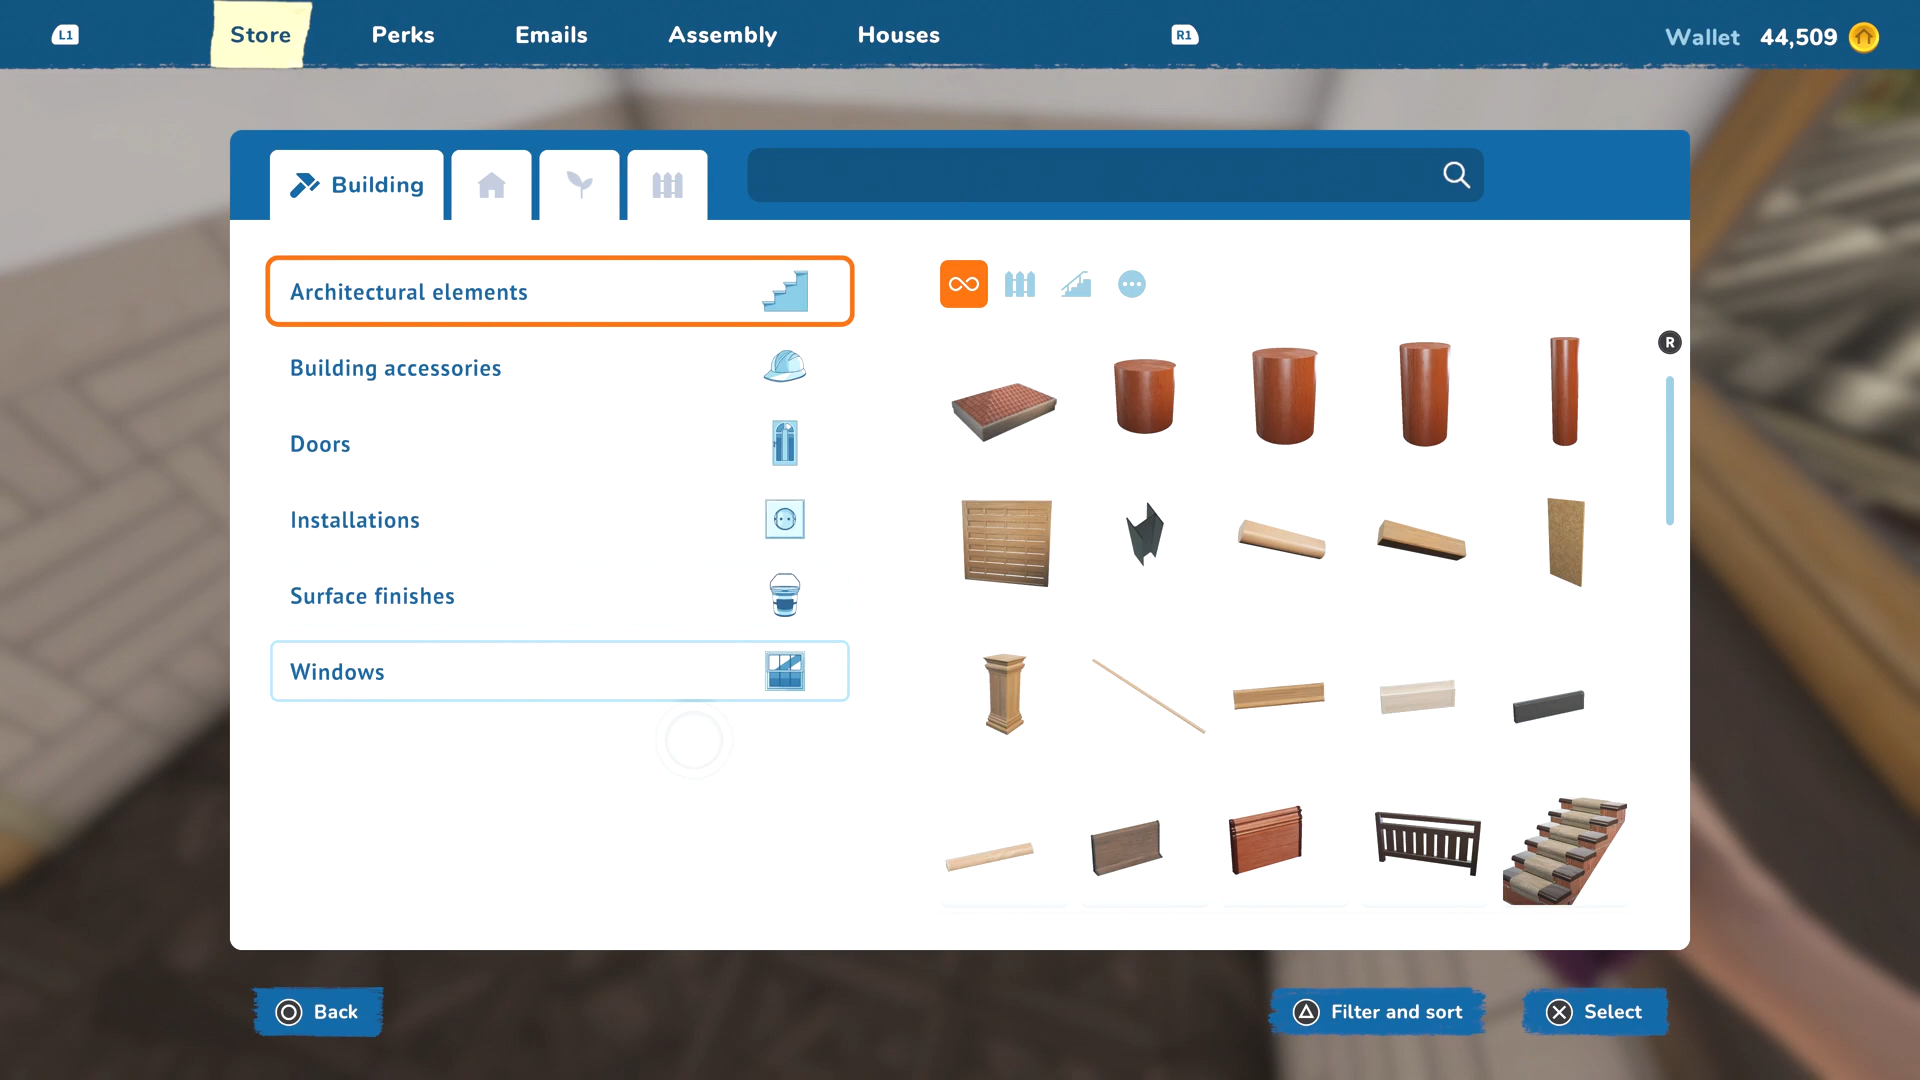 L1
Store
Perks
Emails
Assembly
Houses
R1
Wallet 44,509
Building
Architectural elements
Building accessories
Doors
Installations
Surface finishes
Windows
R
Back
Filter and sort
Select